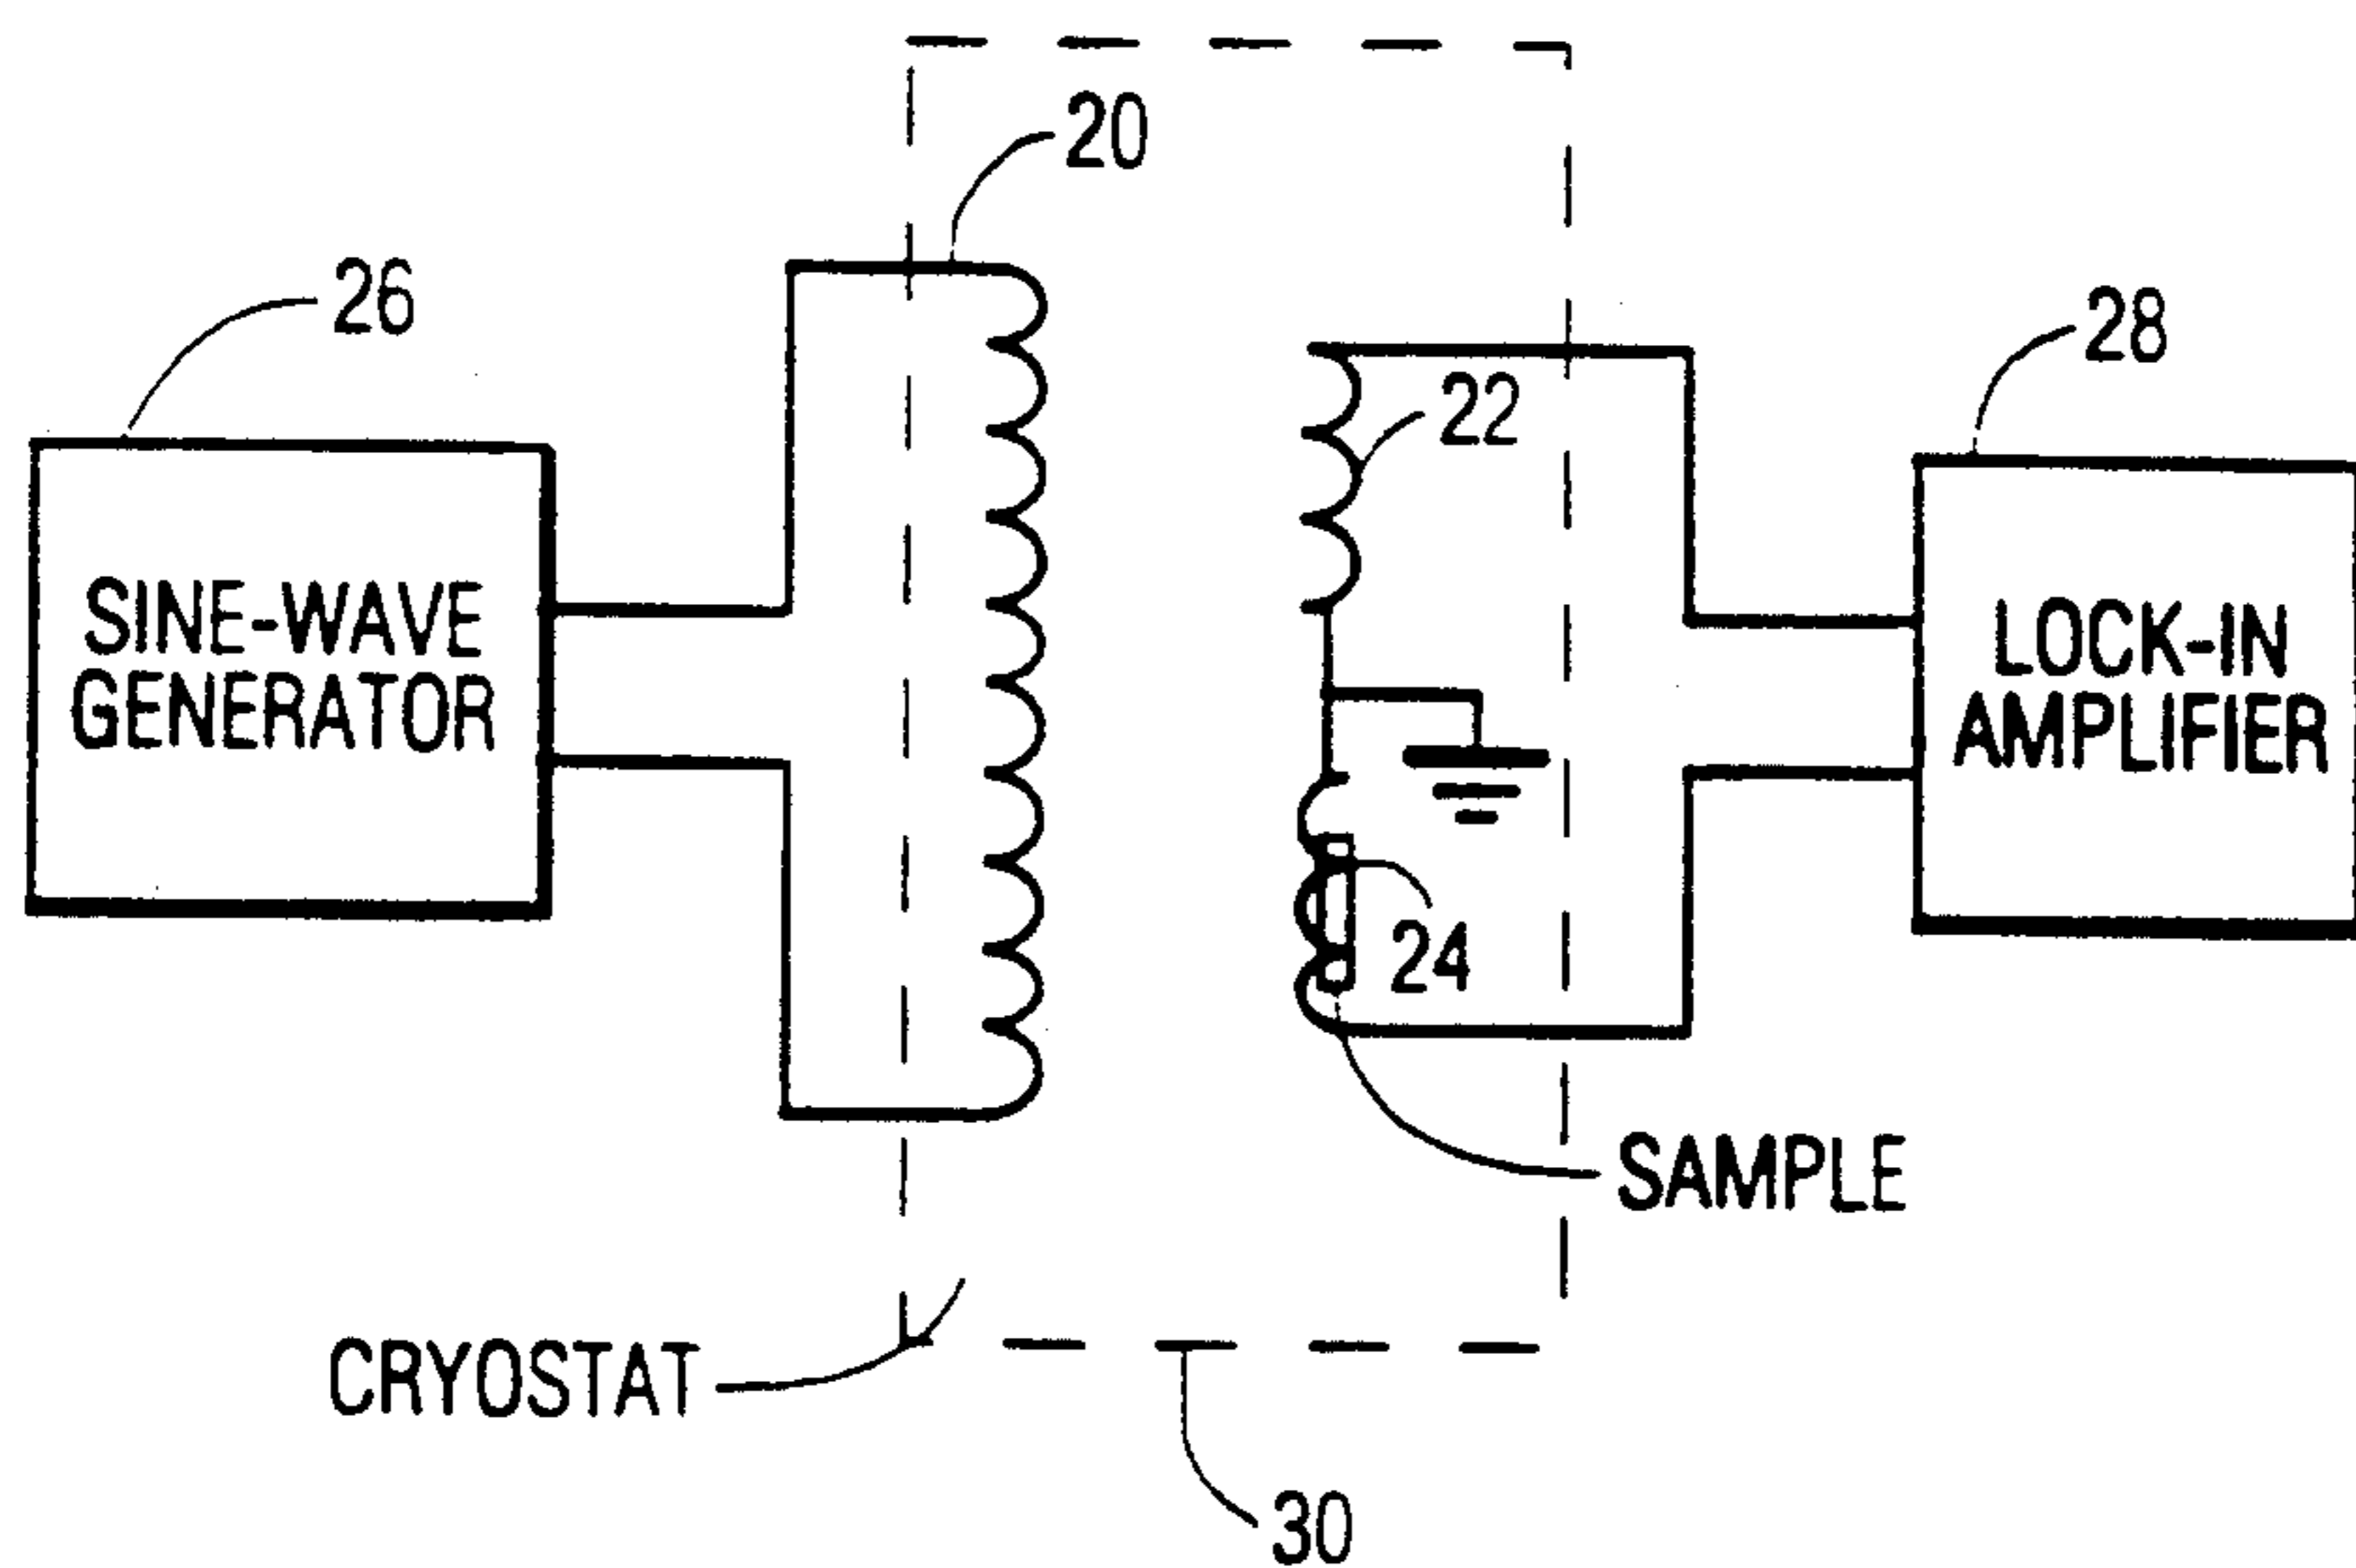 20
26
28
22
SINE-WAVE
GENERATOR
LOCK-IN
AMPLIFIER
24
SAMPLE
CRYOSTAT
30